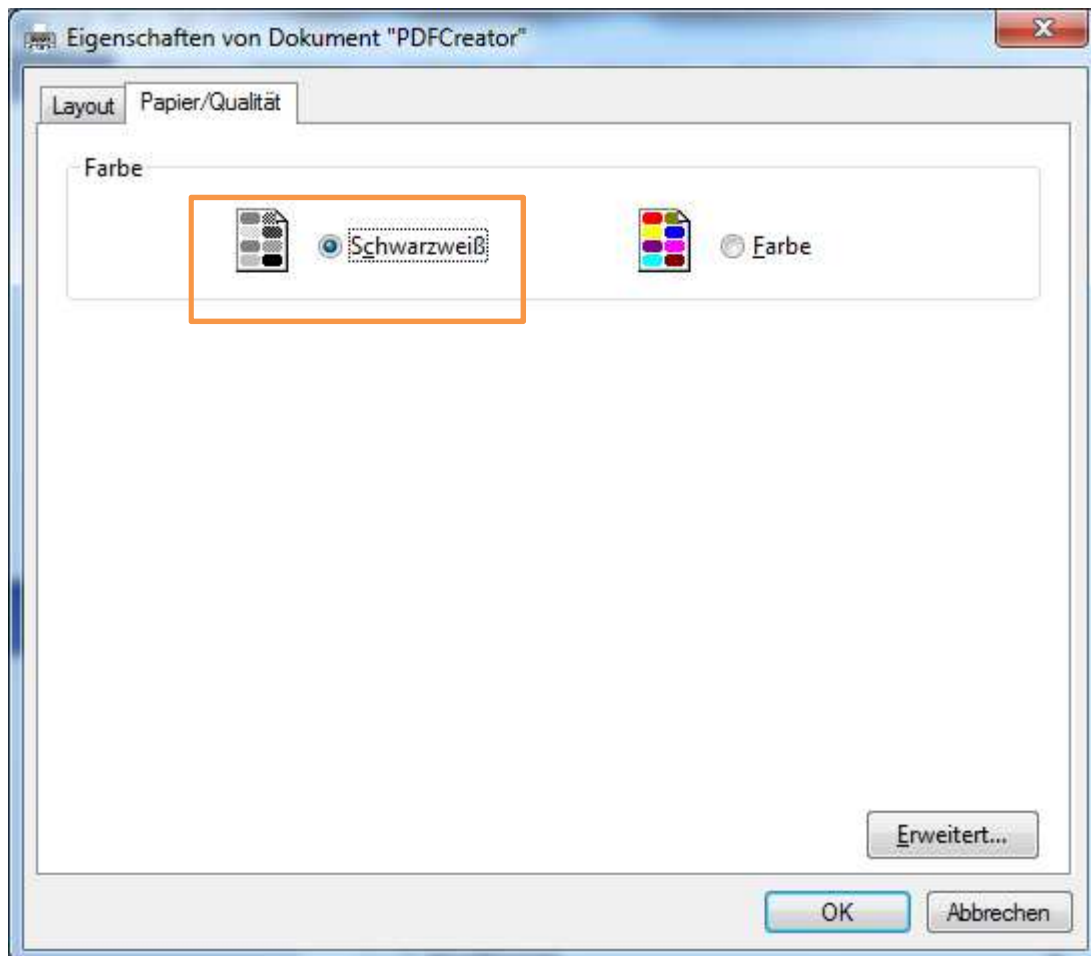 Eigenschaften von Dokument "PDFCreator"
Layout
Papier/Qualität
Farbe
Schwarzweiß
Farbe
Erweitert...
OK
Abbrechen